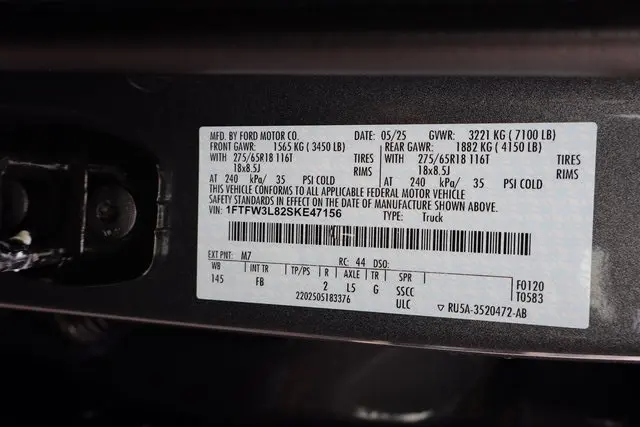 MFD. BY FORD MOTOR CO. DATE: 05/25 GVWR: 3221 KG ( 7100 LB)
FRONT GAWR: 1565 KG ( 3450 LB) REAR GAWR: 1882 KG ( 4150 LB)
WITH 275/65R18 116T TIRES WITH 275/65R18 116T TIRES
18x8.5J RIMS 18x8.5J RIMS
AT 240 kPa/ 35 PSI COLD AT 240 kPa/ 35 PSI COLD
THIS VEHICLE CONFORMS TO ALL APPLICABLE FEDERAL MOTOR VEHICLE
SAFETY STANDARDS IN EFFECT ON THE DATE OF MANUFACTURE SHOWN ABOVE.
VIN: 1FTFW3L82SKE47156 TYPE: Truck
EXT PNT: M7 RC: 44 DSO:
WB INT TR TP/PS R AXLE TR SPR F0120
145 FB 2 L5 G SSCC T0583
2202505183376 ULC ▽ RU5A-3520472-AB